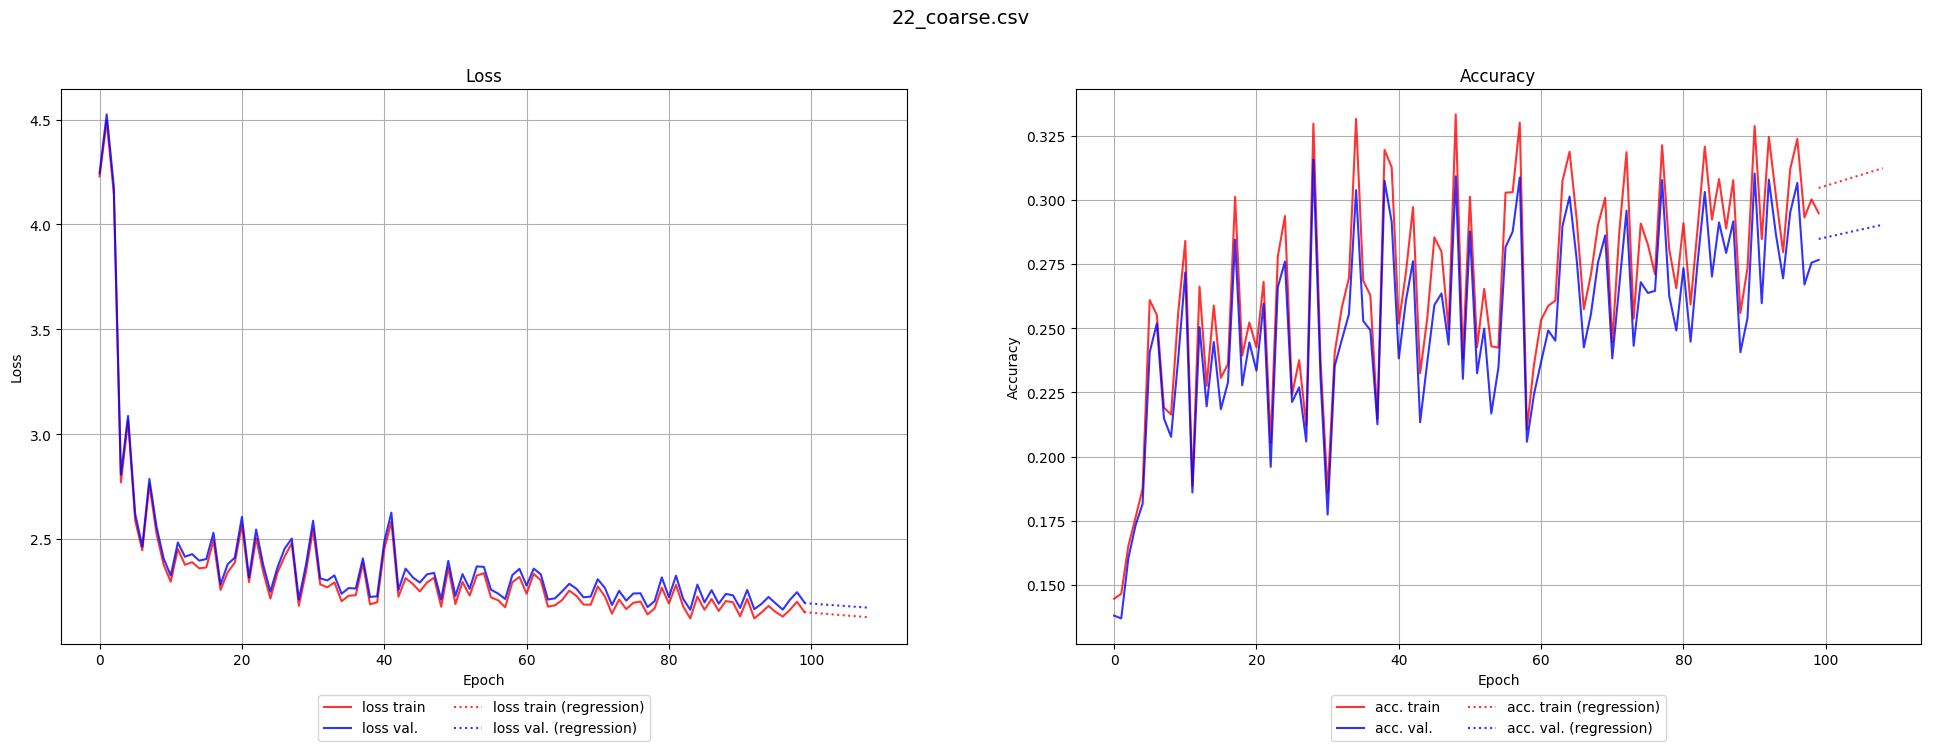 22_coarse.csv
Loss
4.5
4.0
3.5
3.0
2.5
Loss
0 20 40 60 80 100
Epoch
loss train
loss val.
loss train (regression)
loss val. (regression)
Accuracy
0.325
0.300
0.275
0.250
0.225
0.200
0.175
0.150
Accuracy
0 20 40 60 80 100
Epoch
acc. train
acc. val.
acc. train (regression)
acc. val. (regression)